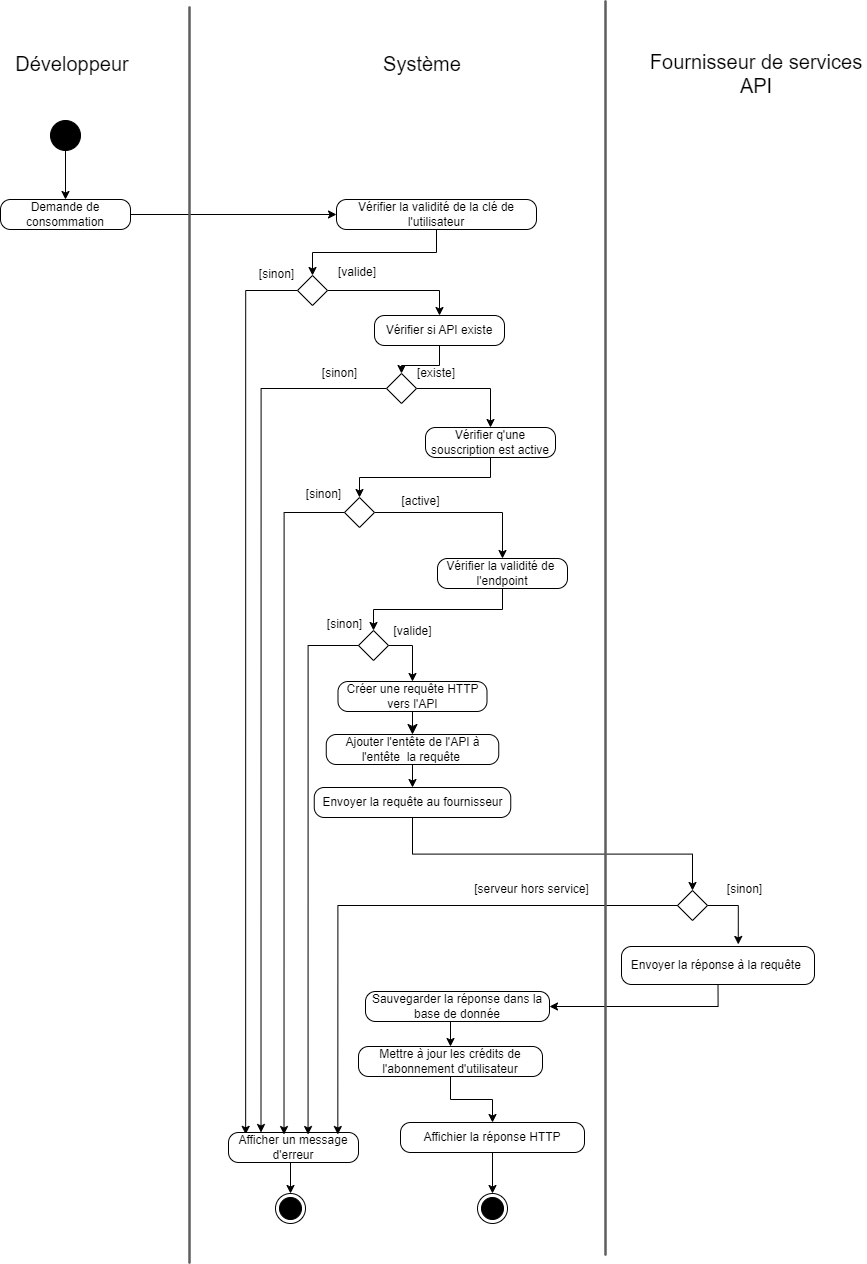 Développeur
Système
Fournisseur de services
API
Demande de
consommation
Vérifier la validité de la clé de
l'utilisateur
[sinon]
[valide]
Vérifier si API existe
[sinon]
[existe]
Vérifier q'une
souscription est active
[sinon]
[active]
Vérifier la validité de
l'endpoint
[sinon]
[valide]
Créer une requête HTTP
vers l'API
Ajouter l'entête de l'API à
l'entête la requête
Envoyer la requête au fournisseur
[serveur hors service]
[sinon]
Envoyer la réponse à la requête
Sauvegarder la réponse dans la
base de donnée
Mettre à jour les crédits de
l'abonnement d'utilisateur
Afficher un message
d'erreur
Affichier la réponse HTTP